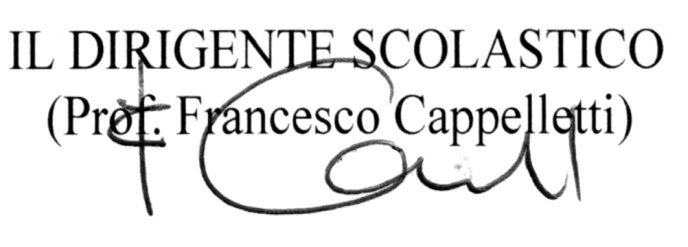 IL DIRIGENTE SCOLASTICO
(Prof. Francesco Cappelletti)